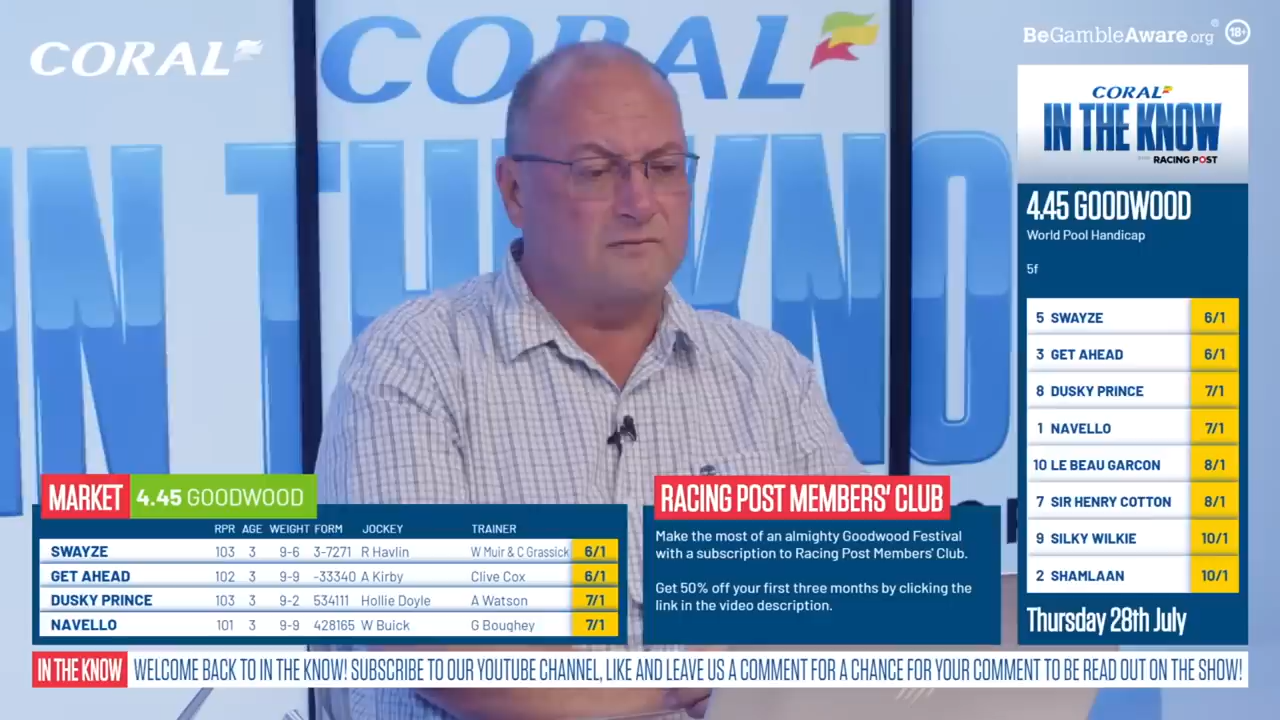 CORAL
CORAL
IN THE KNOW
BeGambleAware.org® 18+
CORAL
IN THE KNOW
RACING POST
4.45 GOODWOOD
World Pool Handicap
5f
5 SWAYZE 6/1
3 GET AHEAD 6/1
8 DUSKY PRINCE 7/1
1 NAVELLO 7/1
10 LE BEAU GARCON 8/1
7 SIR HENRY COTTON 8/1
9 SILKY WILKIE 10/1
2 SHAMLAAN 10/1
Thursday 28th July
MARKET 4.45 GOODWOOD
RPR AGE WEIGHT FORM JOCKEY TRAINER
SWAYZE 103 3 9-6 3-7271 R Havlin W Muir & C Grassick 6/1
GET AHEAD 102 3 9-9 -33340 A Kirby Clive Cox 6/1
DUSKY PRINCE 103 3 9-2 534111 Hollie Doyle A Watson 7/1
NAVELLO 101 3 9-9 428165 W Buick G Boughey 7/1
RACING POST MEMBERS' CLUB
Make the most of an almighty Goodwood Festival
with a subscription to Racing Post Members' Club.
Get 50% off your first three months by clicking the
link in the video description.
IN THE KNOW WELCOME BACK TO IN THE KNOW! SUBSCRIBE TO OUR YOUTUBE CHANNEL, LIKE AND LEAVE US A COMMENT FOR A CHANCE FOR YOUR COMMENT TO BE READ OUT ON THE SHOW!